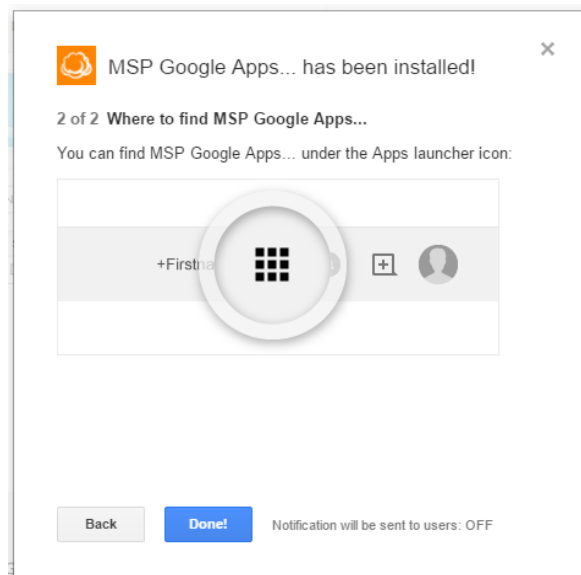 MSP Google Apps... has been installed!
2 of 2 Where to find MSP Google Apps...
You can find MSP Google Apps... under the Apps launcher icon:
+Firstna
Back Done! Notification will be sent to users: OFF